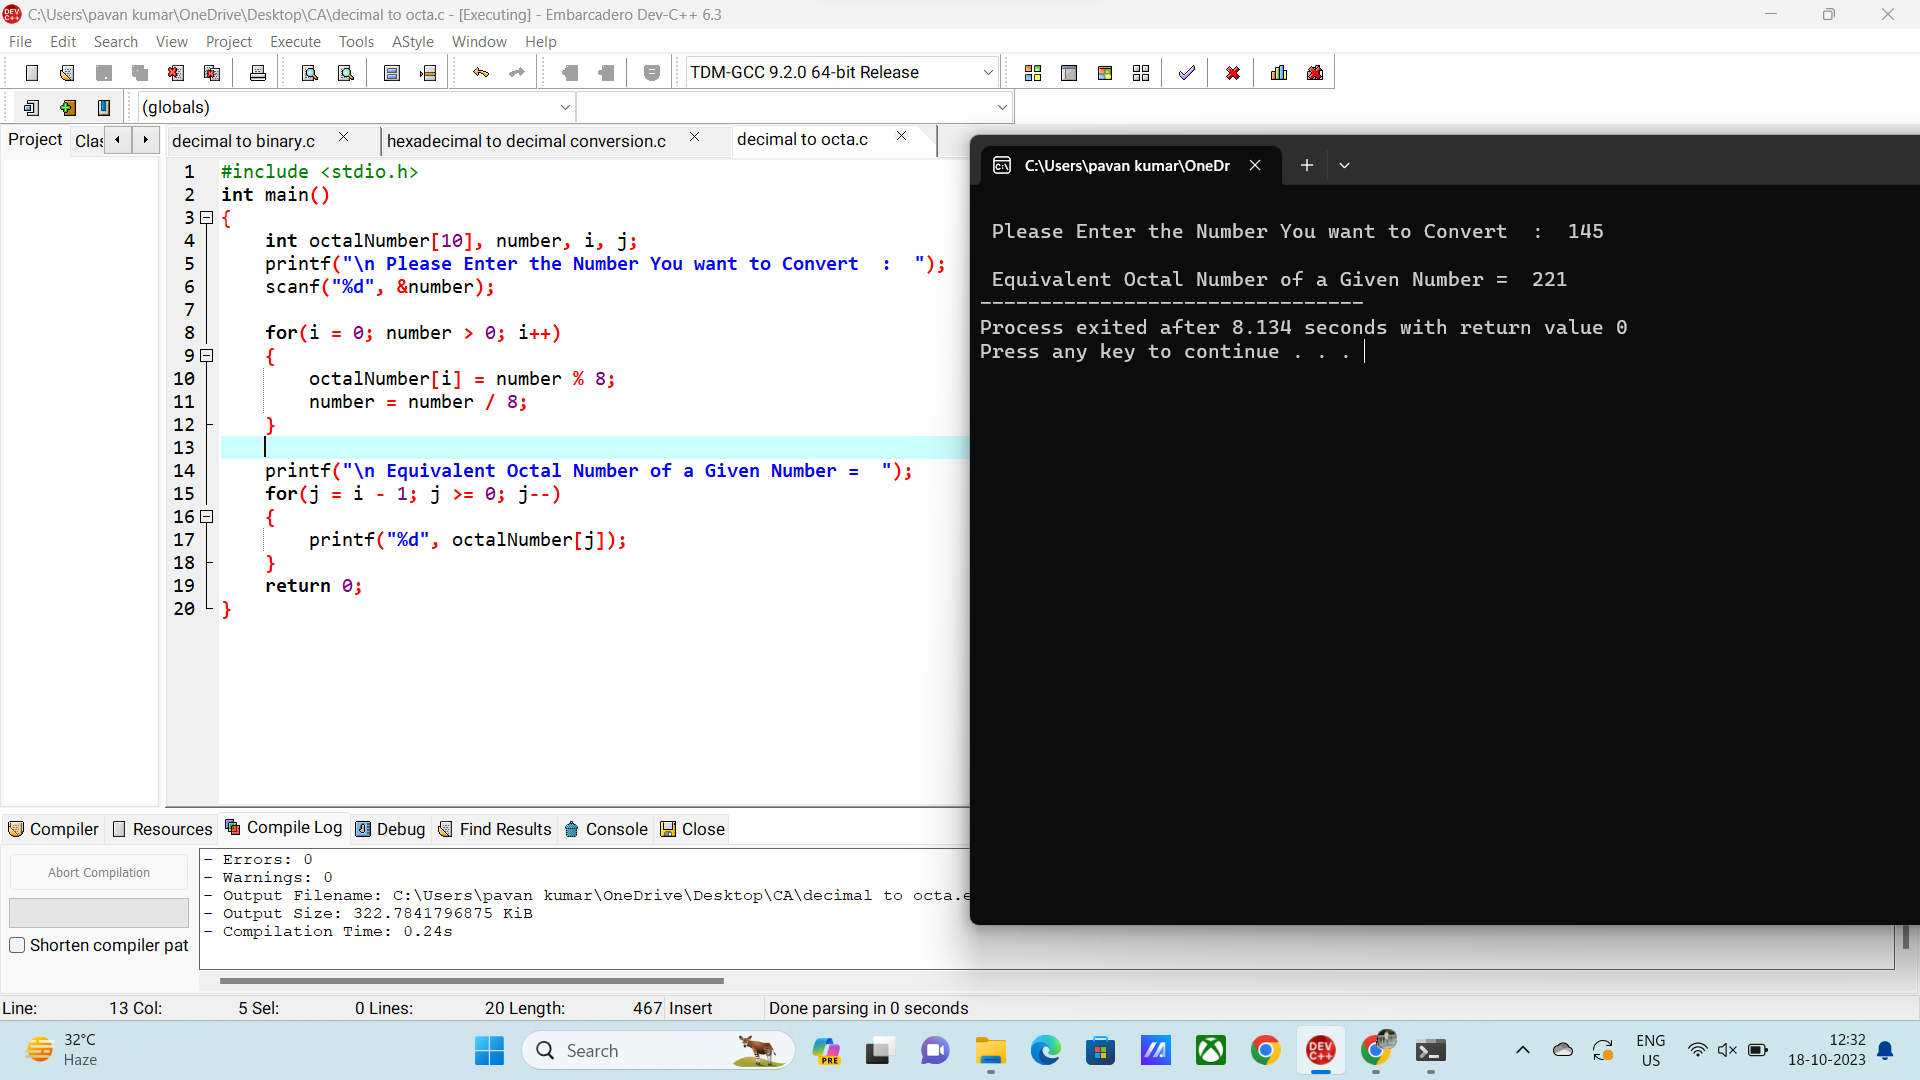 C:\Users\pavan kumar\OneDrive\Desktop\CA\decimal to octa.c - [Executing] - Embarcadero Dev-C++ 6.3
File Edit Search View Project Execute Tools AStyle Window Help
TDM-GCC 9.2.0 64-bit Release
(globals)
Project Clas
decimal to binary.c hexadecimal to decimal conversion.c decimal to octa.c
1 #include <stdio.h>
2 int main()
3 {
4 int octalNumber[10], number, i, j;
5 printf("\n Please Enter the Number You want to Convert  :  ");
6 scanf("%d", &number);
7
8 for(i = 0; number > 0; i++)
9 {
10 octalNumber[i] = number % 8;
11 number = number / 8;
12 }
13
14 printf("\n Equivalent Octal Number of a Given Number =  ");
15 for(j = i - 1; j >= 0; j--)
16 {
17 printf("%d", octalNumber[j]);
18 }
19 return 0;
20 }
C:\Users\pavan kumar\OneDr
Please Enter the Number You want to Convert  :  145
Equivalent Octal Number of a Given Number =  221
--------------------------------
Process exited after 8.134 seconds with return value 0
Press any key to continue . . .
Compiler Resources Compile Log Debug Find Results Console Close
Abort Compilation
Shorten compiler pat
- Errors: 0
- Warnings: 0
- Output Filename: C:\Users\pavan kumar\OneDrive\Desktop\CA\decimal to octa.e
- Output Size: 322.7841796875 KiB
- Compilation Time: 0.24s
Line: 13 Col: 5 Sel: 0 Lines: 20 Length: 467 Insert Done parsing in 0 seconds
32°C
Haze
Search
PRE
DEV C++
ENG
US
12:32
18-10-2023